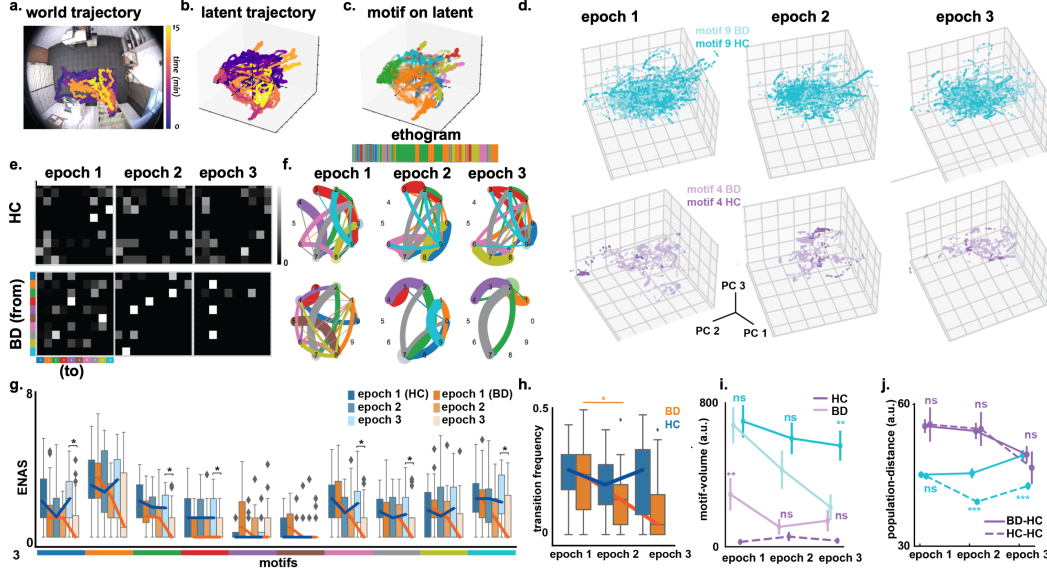 a.
world trajectory
15
time (min)
0
b.
latent trajectory
c.
motif on latent
ethogram
d.
epoch 1
epoch 2
epoch 3
motif 9 BD
motif 9 HC
motif 4 BD
motif 4 HC
PC 3
PC 2
PC 1
e.
epoch 1
epoch 2
epoch 3
HC
0
BD (from)
(to)
f.
epoch 1
epoch 2
epoch 3
g.
8
ENAS
0
3
motifs
epoch 1 (HC)
epoch 2
epoch 3
epoch 1 (BD)
epoch 2
epoch 3
* * * * *
h.
0.5
transition frequency
0
*
BD
HC
epoch 1
epoch 2
epoch 3
i.
800
motif-volume (a.u.)
0
HC
BD
ns
ns
**
**
ns
ns
epoch 1
epoch 2
epoch 3
j.
60
population-distance (a.u.)
30
ns
ns
ns
ns
***
***
BD-HC
HC-HC
epoch 1
epoch 2
epoch 3